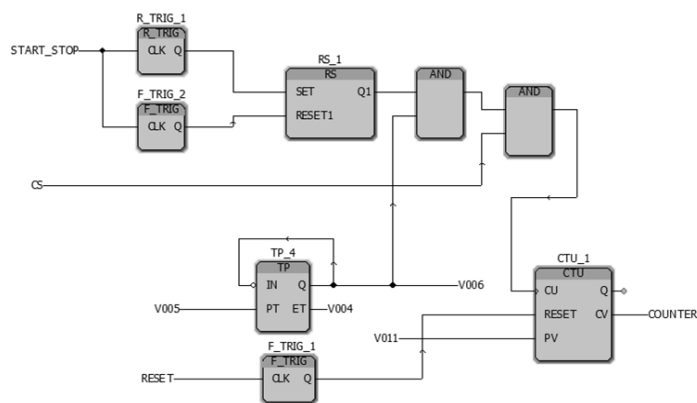 R_TRIG_1
R_TRIG
START_STOP CLK Q
RS_1
RS
SET Q1
RESET1
AND
AND
F_TRIG_2
F_TRIG
CLK Q
CS
TP_4
TP
IN Q V006
V005 PT ET V004
CTU_1
CTU
CU Q
RESET CV COUNTER
V011 PV
F_TRIG_1
F_TRIG
RESET CLK Q